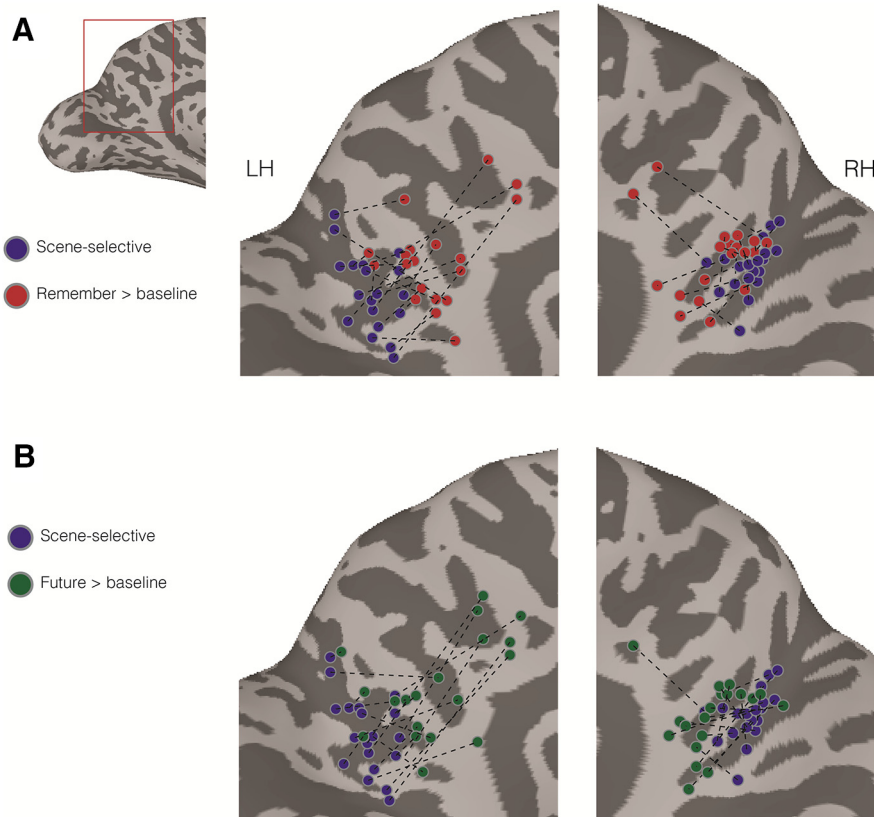 A
LH
RH
Scene-selective
Remember > baseline
B
Scene-selective
Future > baseline